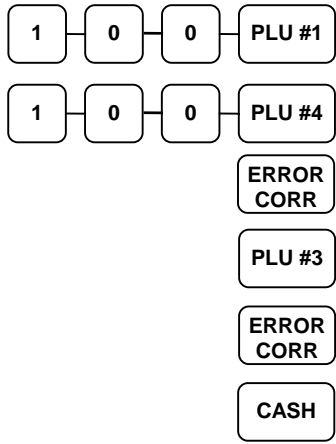 1 0 0 PLU #1
1 0 0 PLU #4
ERROR
CORR
PLU #3
ERROR
CORR
CASH